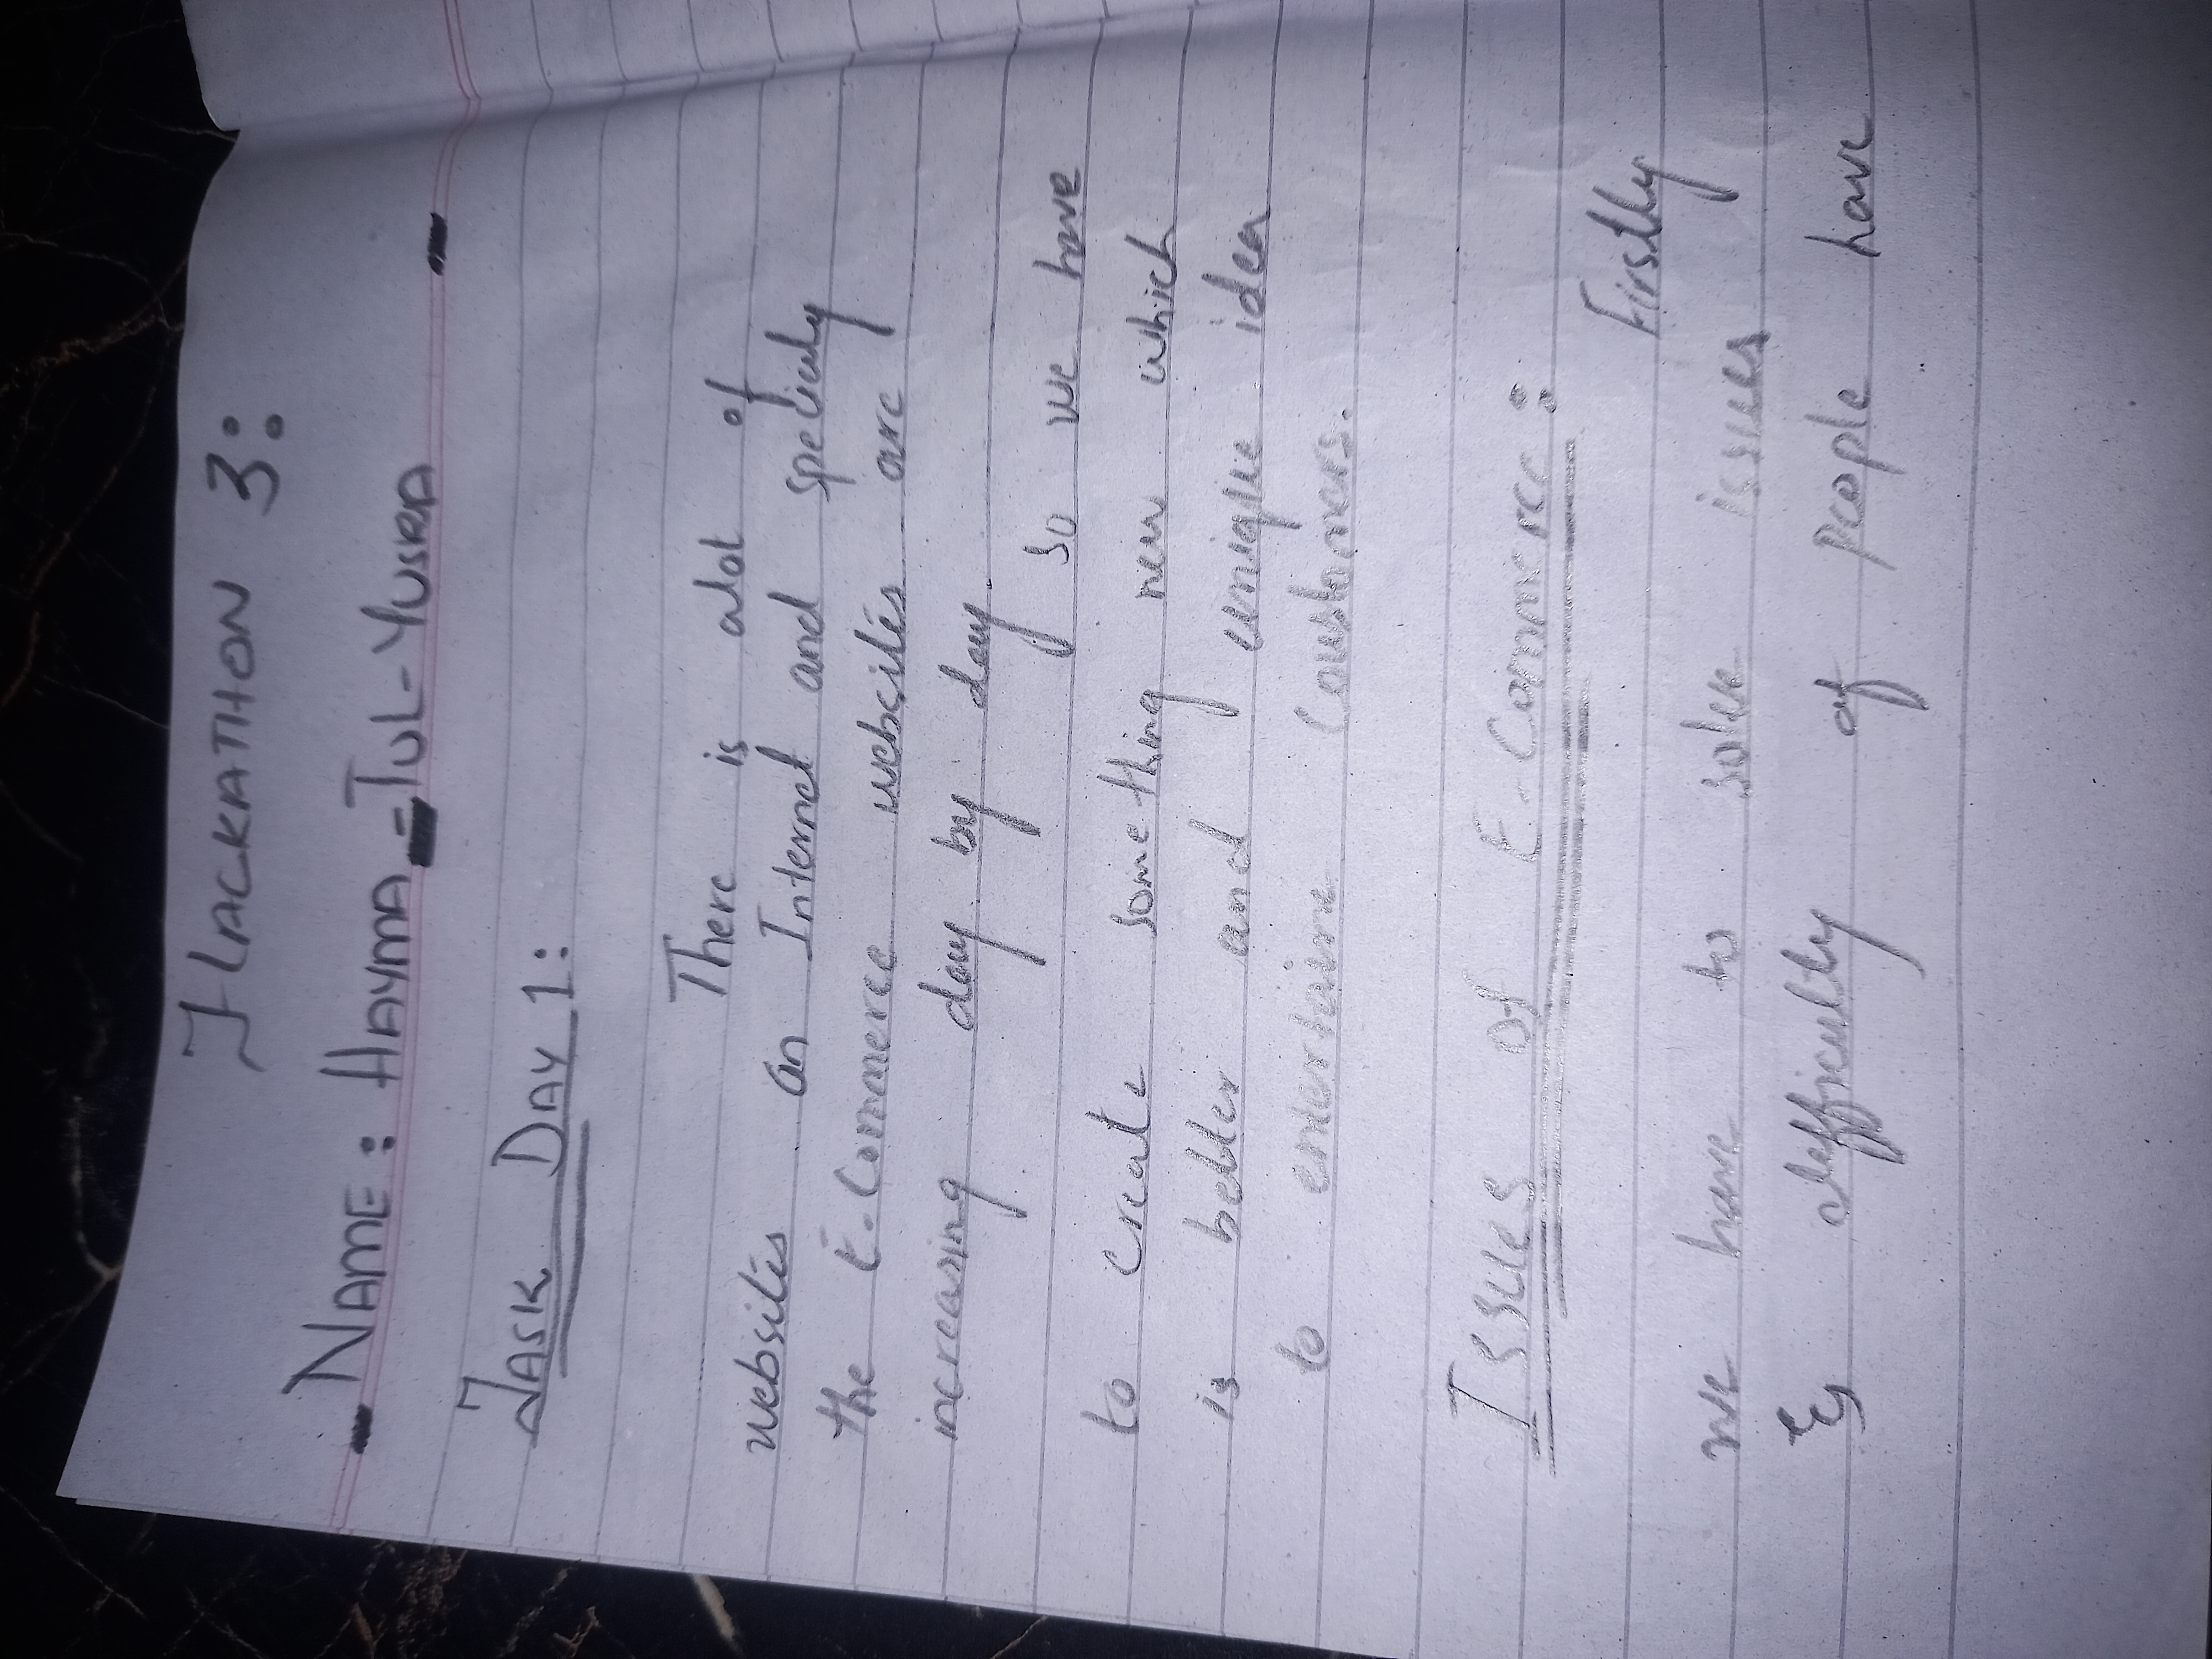 HACKATHON 3:
NAME: HAYMA-TUL-YUSRA
TASK DAY 1:
There is alot of
websites on Internet and specialy
the E-Commerce websites are
increasing day by day.
So we have
to create something new which
is better and unique idea
to entertaine Coustomers.
Issues of E-Commerce:
Firstly
we have to solve issues
& difficulty of people have